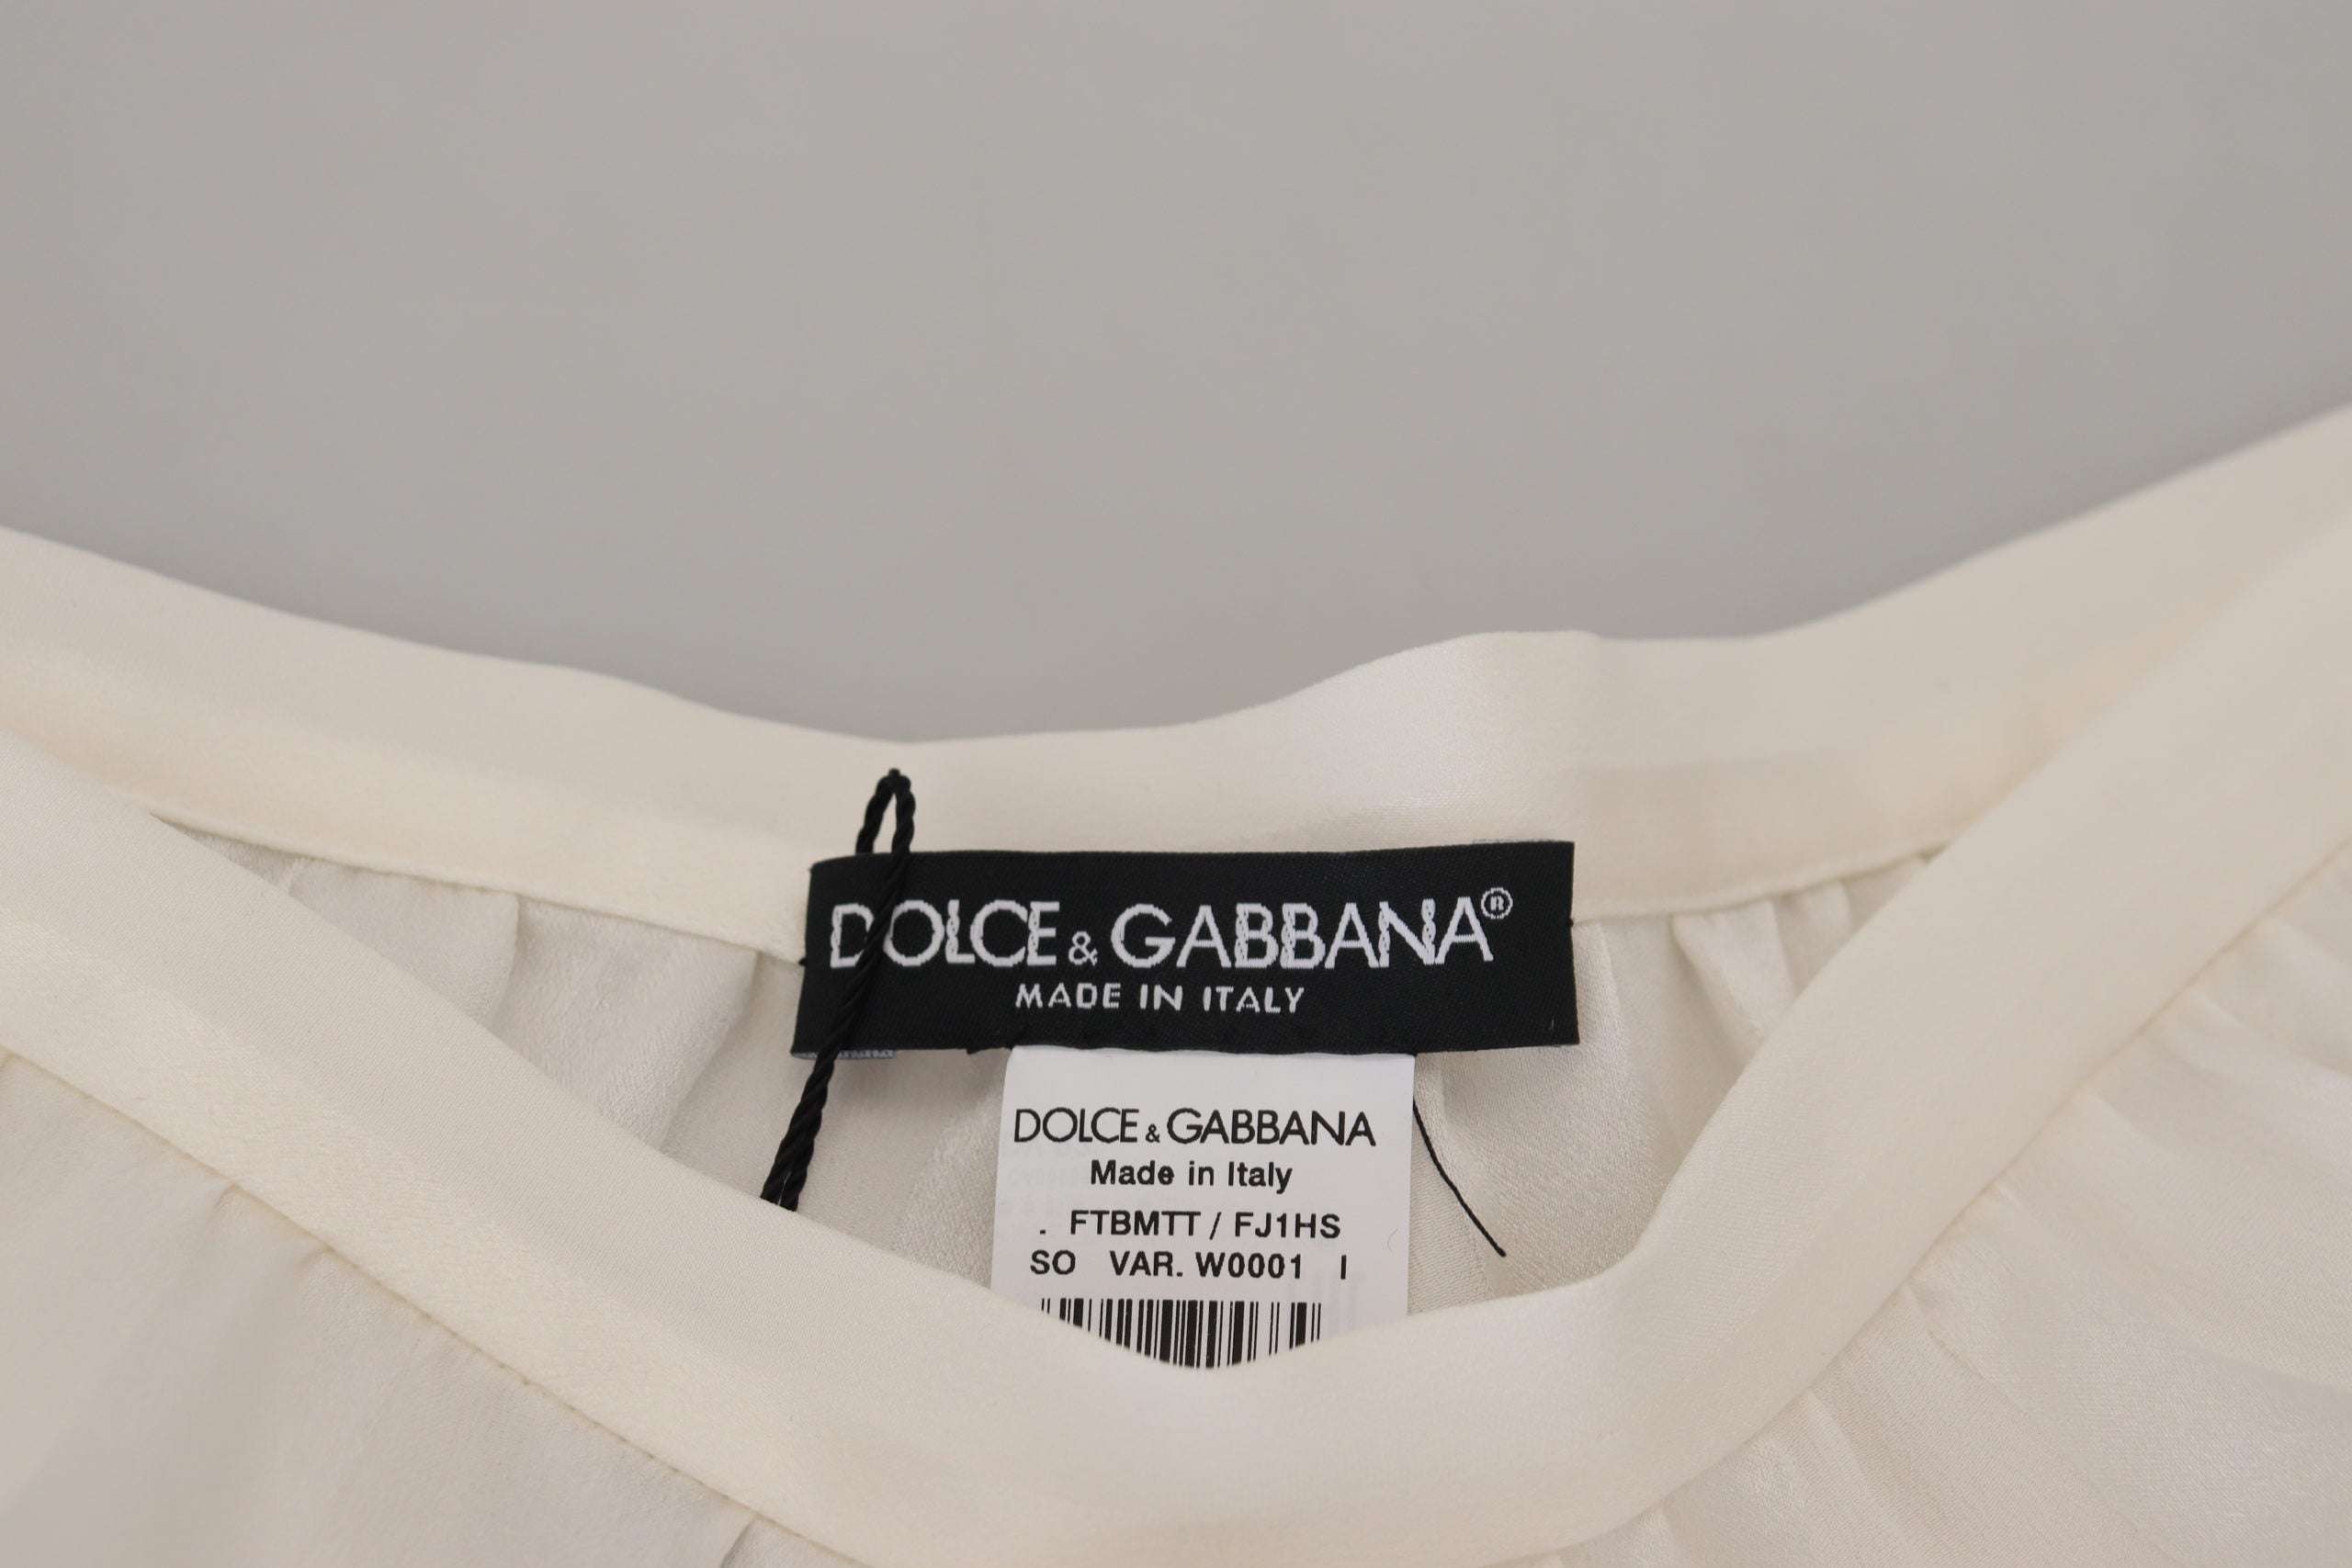 DOLCE & GABBANA®
MADE IN ITALY
DOLCE & GABBANA
Made in Italy
. FTBMTT / FJ1HS
SO VAR. W0001 I